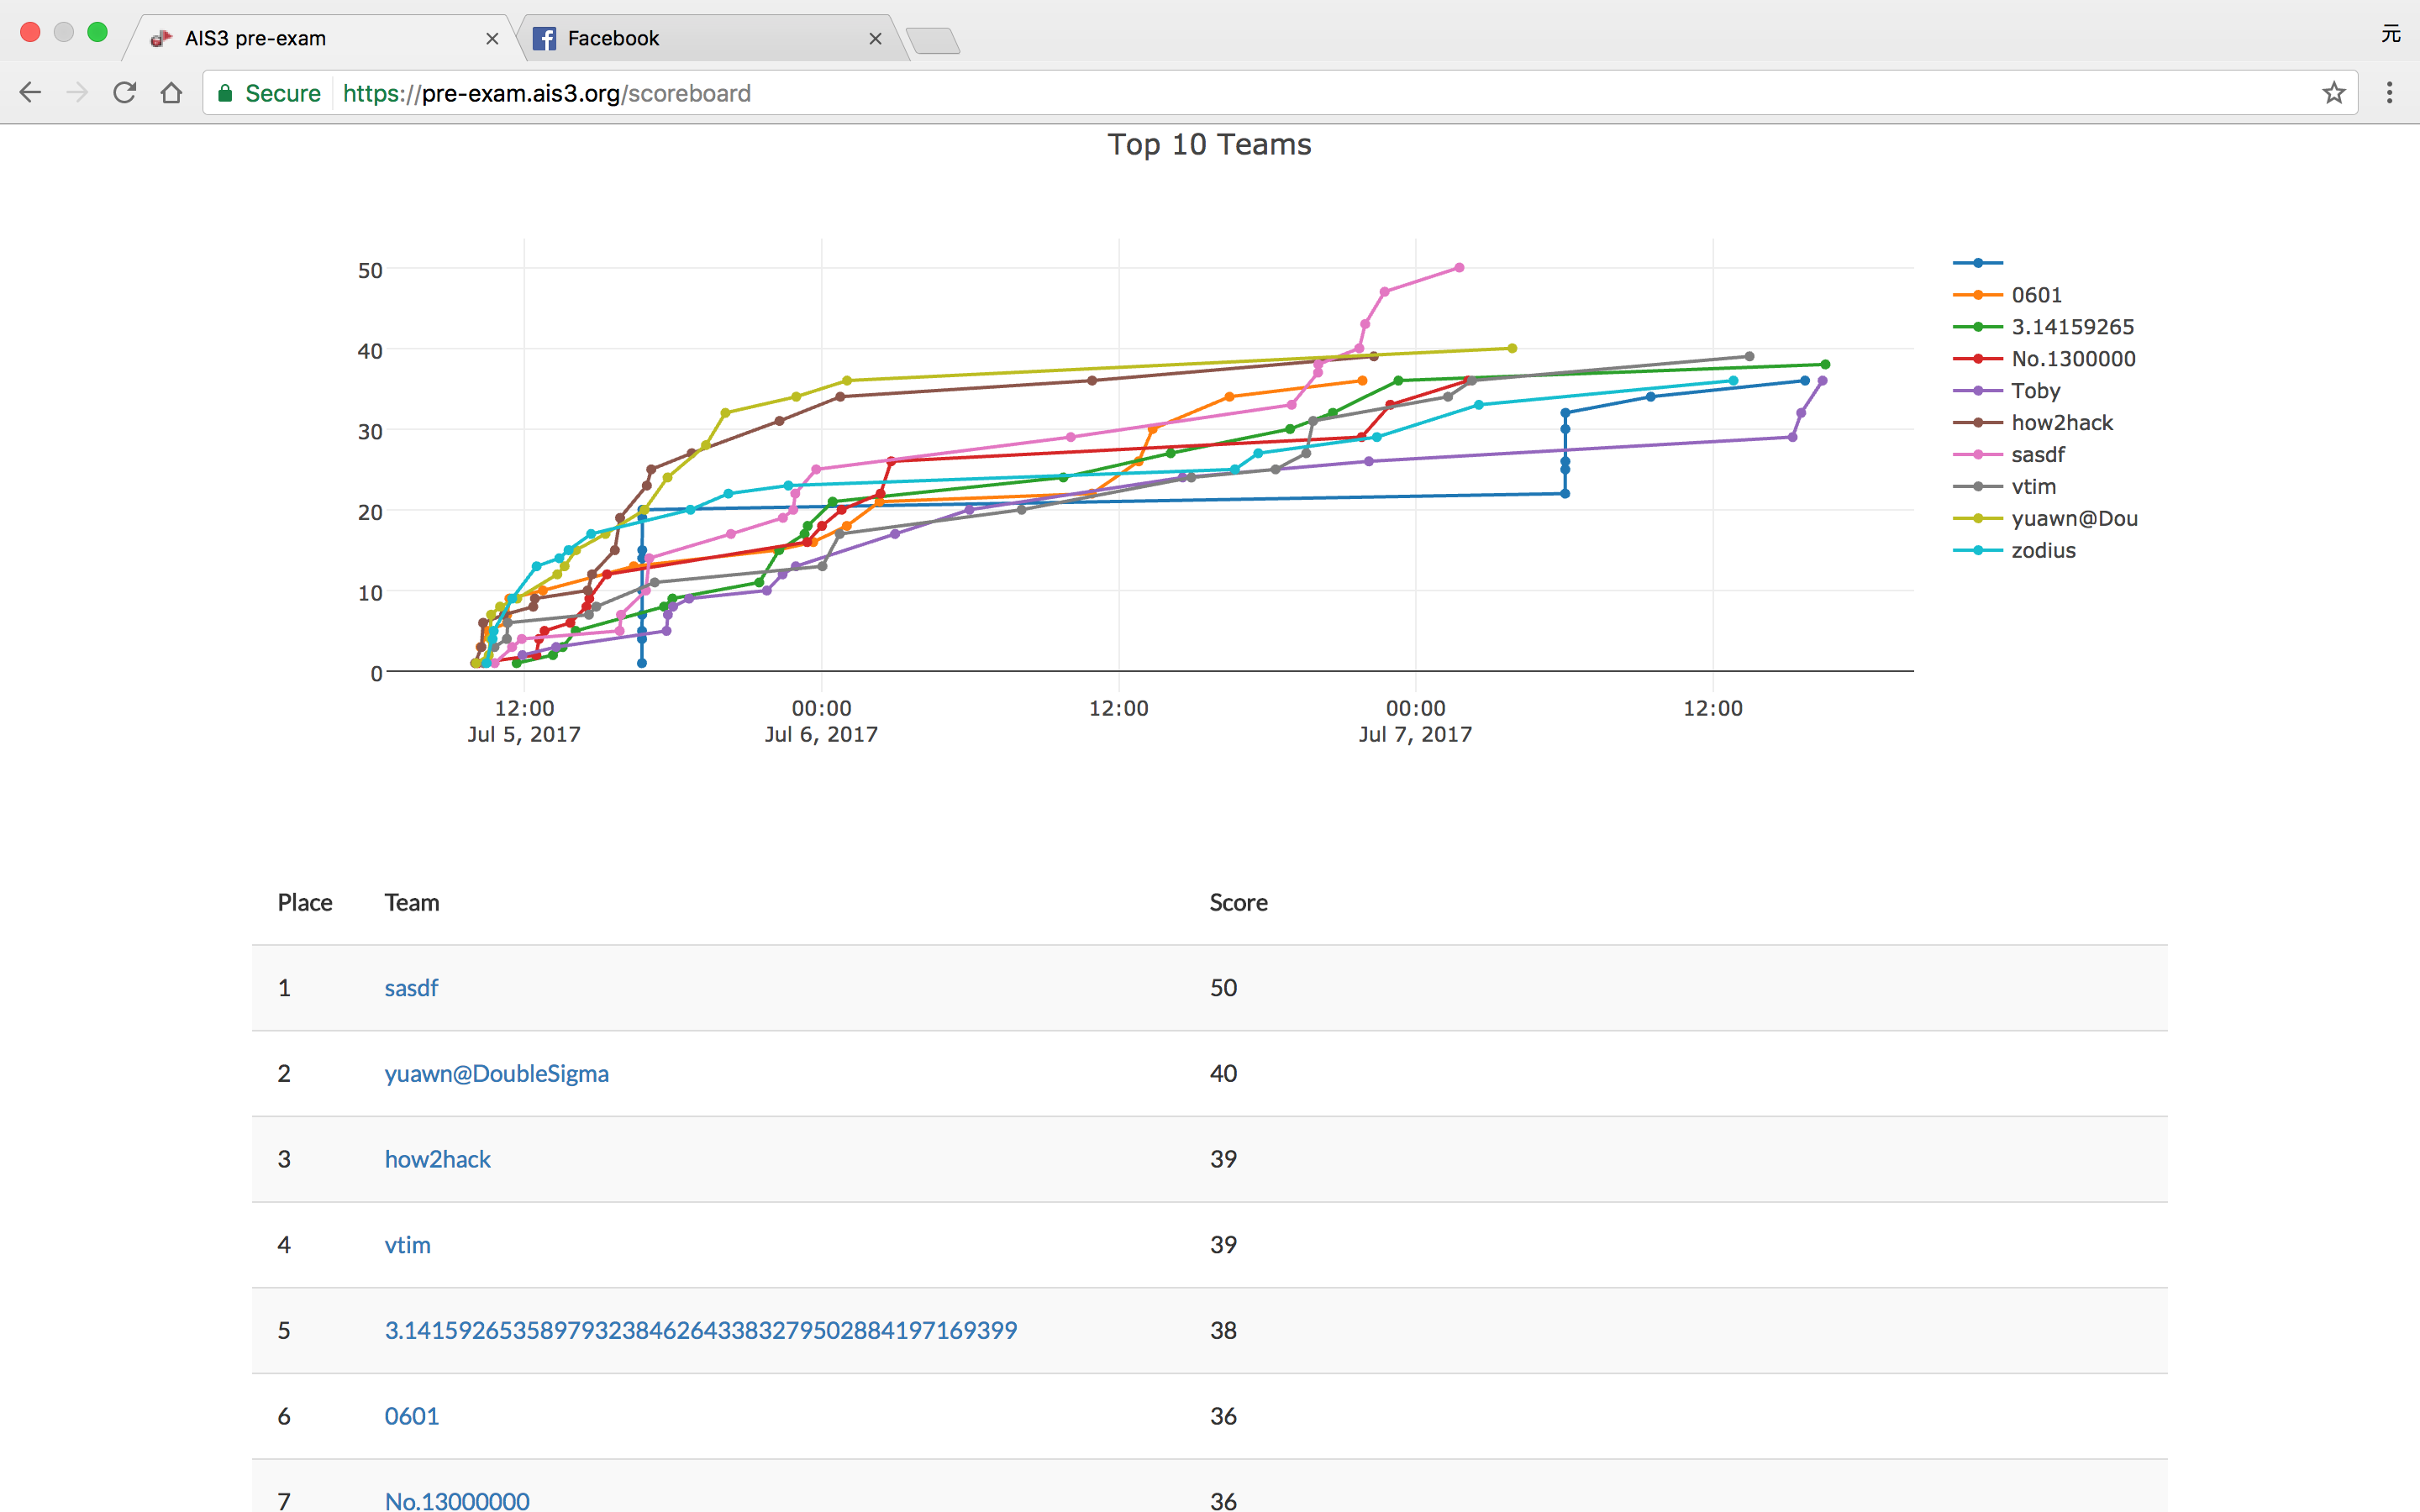 AIS3 pre-exam
Facebook
元
Secure https://pre-exam.ais3.org/scoreboard
Top 10 Teams
50
40
30
20
10
0
12:00
Jul 5, 2017
00:00
Jul 6, 2017
12:00
00:00
Jul 7, 2017
12:00
0601
3.14159265
No.1300000
Toby
how2hack
sasdf
vtim
yuawn@Dou
zodius
Place Team Score
1 sasdf 50
2 yuawn@DoubleSigma 40
3 how2hack 39
4 vtim 39
5 3.141592653589793238462643383279502884197169399 38
6 0601 36
7 No.13000000 36